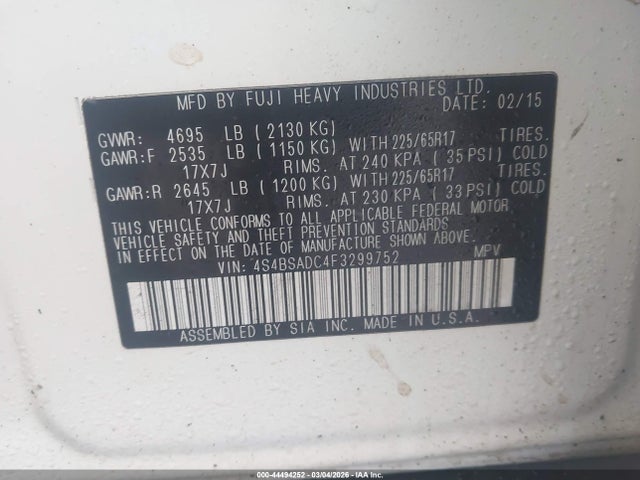 MFD BY FUJI HEAVY INDUSTRIES LTD.
DATE: 02/15
GVWR: 4695 LB ( 2130 KG)
GAWR:F 2535 LB ( 1150 KG) WITH 225/65R17 TIRES.
17X7J RIMS. AT 240 KPA ( 35 PSI) COLD
GAWR:R 2645 LB ( 1200 KG) WITH 225/65R17 TIRES.
17X7J RIMS. AT 230 KPA ( 33 PSI) COLD
THIS VEHICLE CONFORMS TO ALL APPLICABLE FEDERAL MOTOR
VEHICLE SAFETY AND THEFT PREVENTION STANDARDS
IN EFFECT ON THE DATE OF MANUFACTURE SHOWN ABOVE.
VIN: 4S4BSADC4F3299752 MPV
ASSEMBLED BY SIA INC. MADE IN U.S.A.
000-44494252 | 03/04/2026 - IAA Inc.